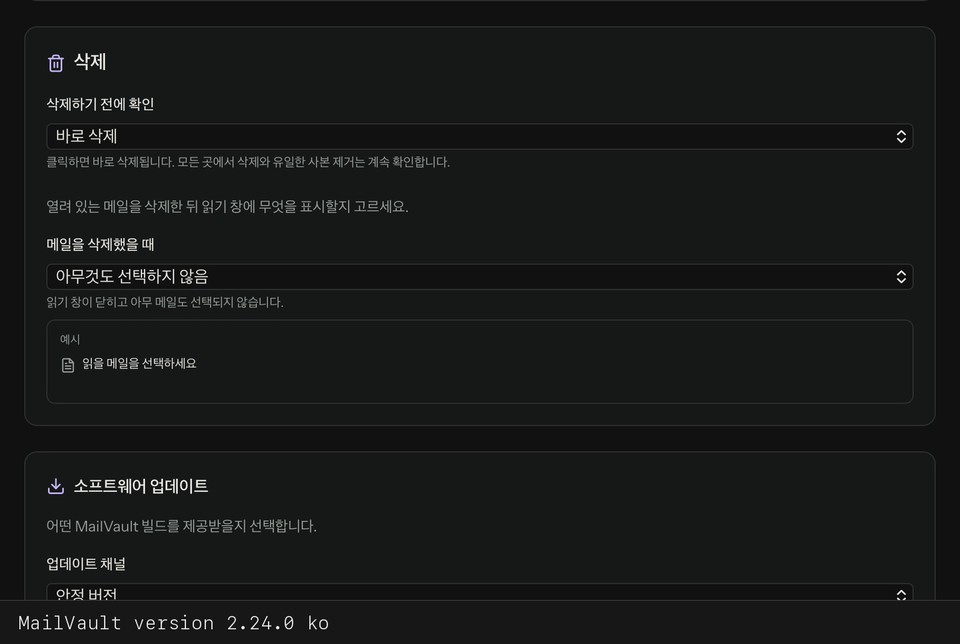 삭제
삭제하기 전에 확인
바로 삭제
클릭하면 바로 삭제됩니다. 모든 곳에서 삭제와 유일한 사본 제거는 계속 확인합니다.
열려 있는 메일을 삭제한 뒤 읽기 창에 무엇을 표시할지 고르세요.
메일을 삭제했을 때
아무것도 선택하지 않음
읽기 창이 닫히고 아무 메일도 선택되지 않습니다.
예시
읽을 메일을 선택하세요
소프트웨어 업데이트
어떤 MailVault 빌드를 제공받을지 선택합니다.
업데이트 채널
안정 버전
MailVault version 2.24.0 ko